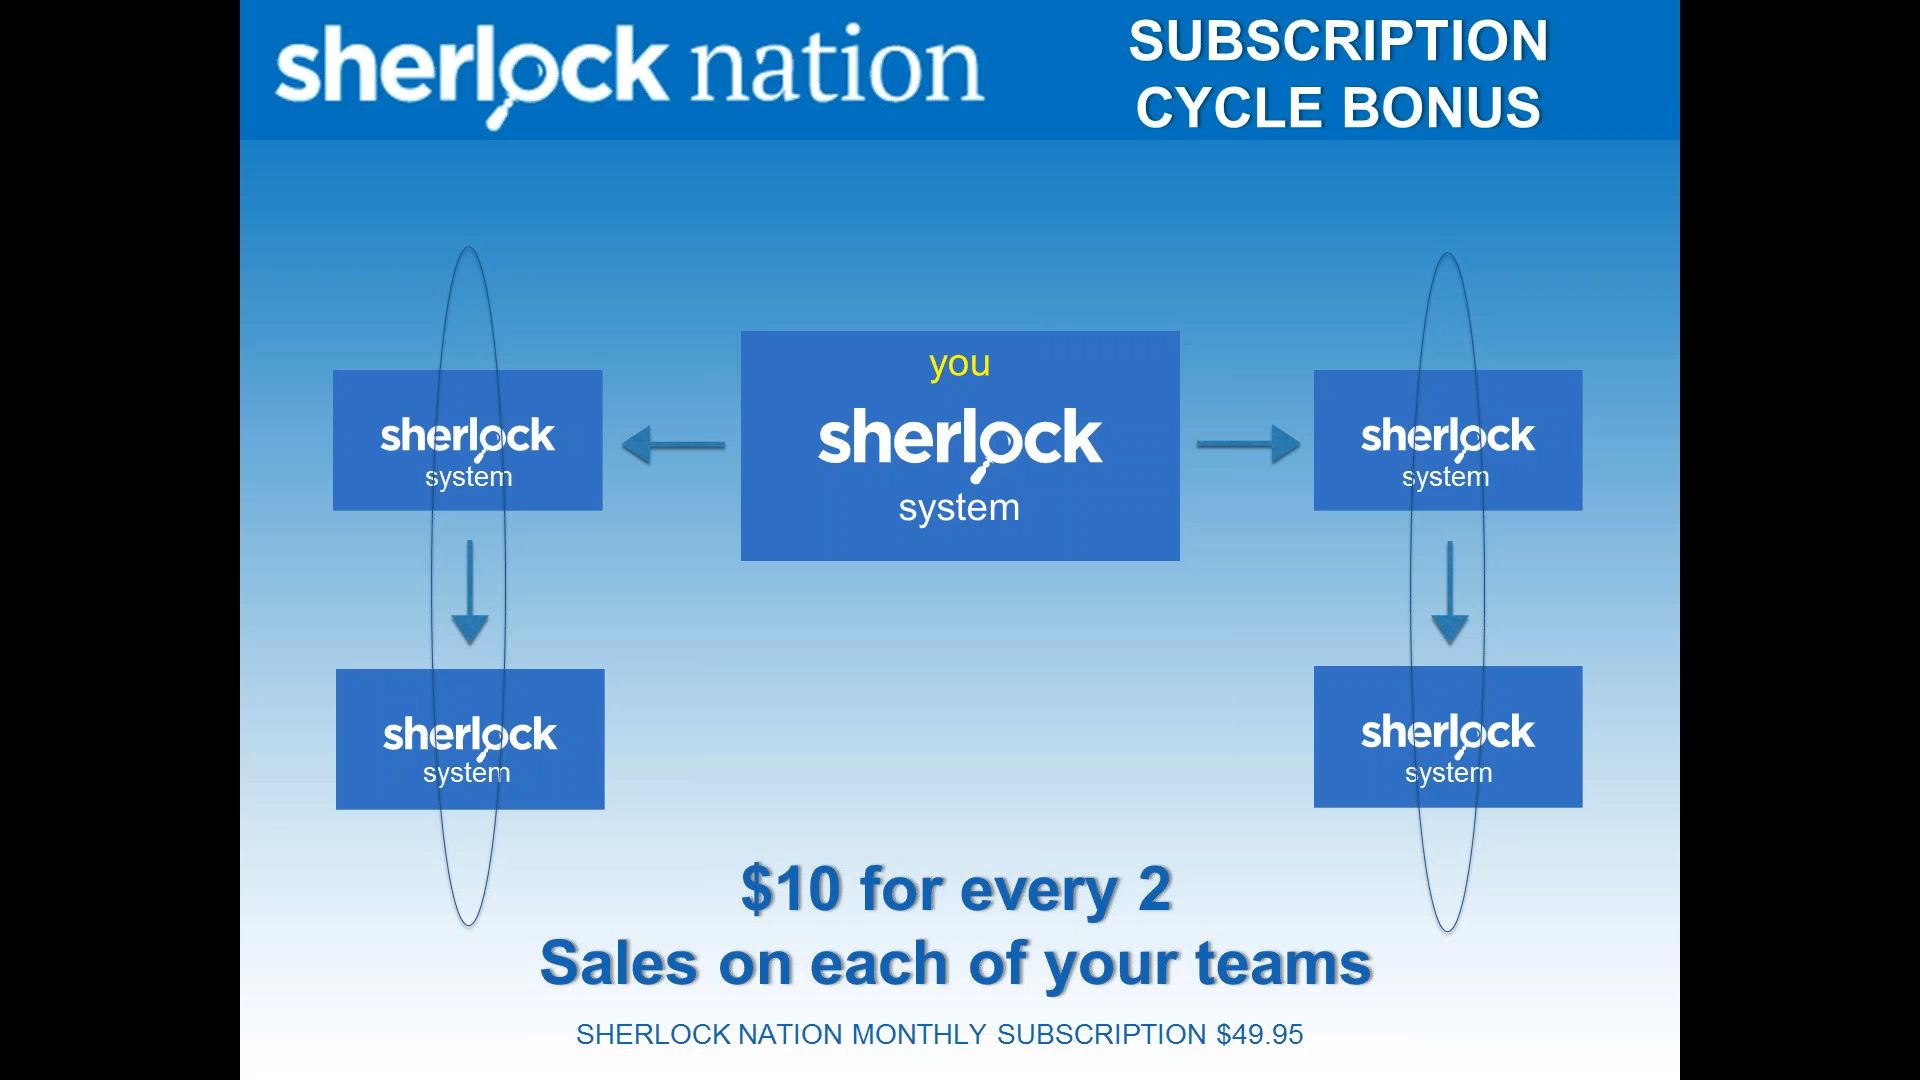 sherlock nation
SUBSCRIPTION
CYCLE BONUS
you
sherlock
system
sherlock
system
sherlock
system
sherlock
system
sherlock
system
$10 for every 2
Sales on each of your teams
SHERLOCK NATION MONTHLY SUBSCRIPTION $49.95